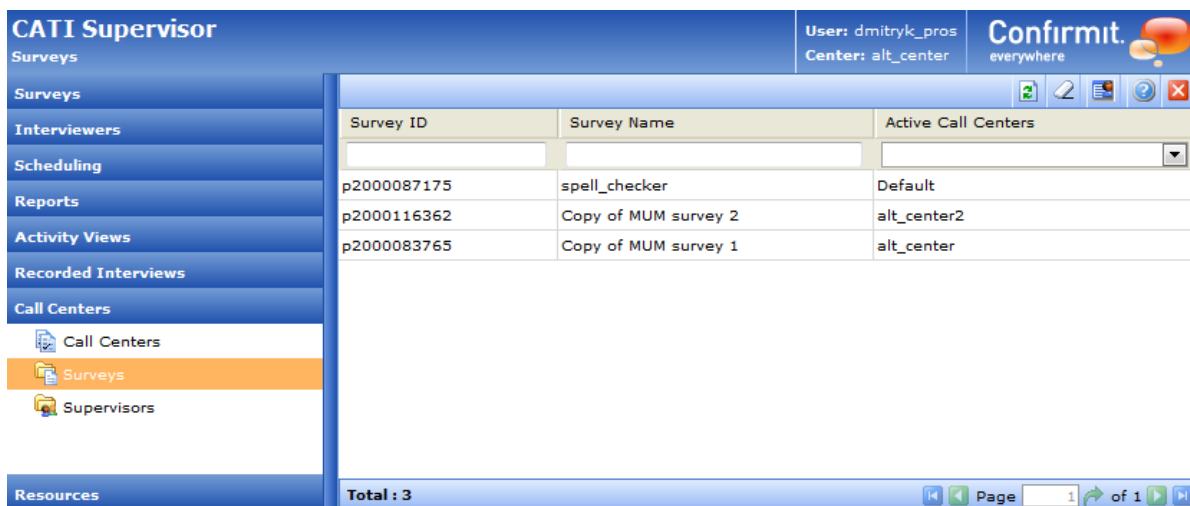 CATI Supervisor
Surveys
User: dmitryk_pros
Center: alt_center
Confirmit.
everywhere
Surveys
Interviewers
Scheduling
Reports
Activity Views
Recorded Interviews
Call Centers
Call Centers
Surveys
Supervisors
Resources
Survey ID Survey Name Active Call Centers
p2000087175 spell_checker Default
p2000116362 Copy of MUM survey 2 alt_center2
p2000083765 Copy of MUM survey 1 alt_center
Total : 3 Page 1 of 1